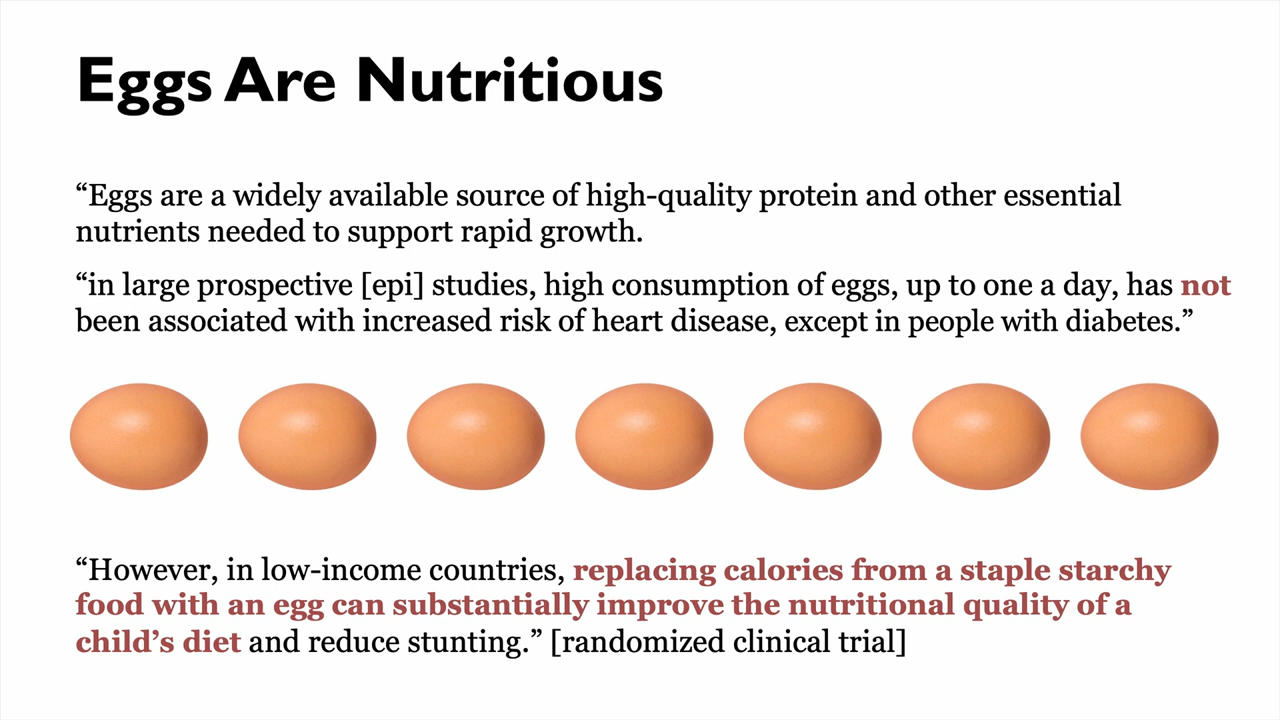 Eggs Are Nutritious
“Eggs are a widely available source of high-quality protein and other essential
nutrients needed to support rapid growth.
“in large prospective [epi] studies, high consumption of eggs, up to one a day, has not
been associated with increased risk of heart disease, except in people with diabetes.”
“However, in low-income countries, replacing calories from a staple starchy
food with an egg can substantially improve the nutritional quality of a
child’s diet and reduce stunting.” [randomized clinical trial]